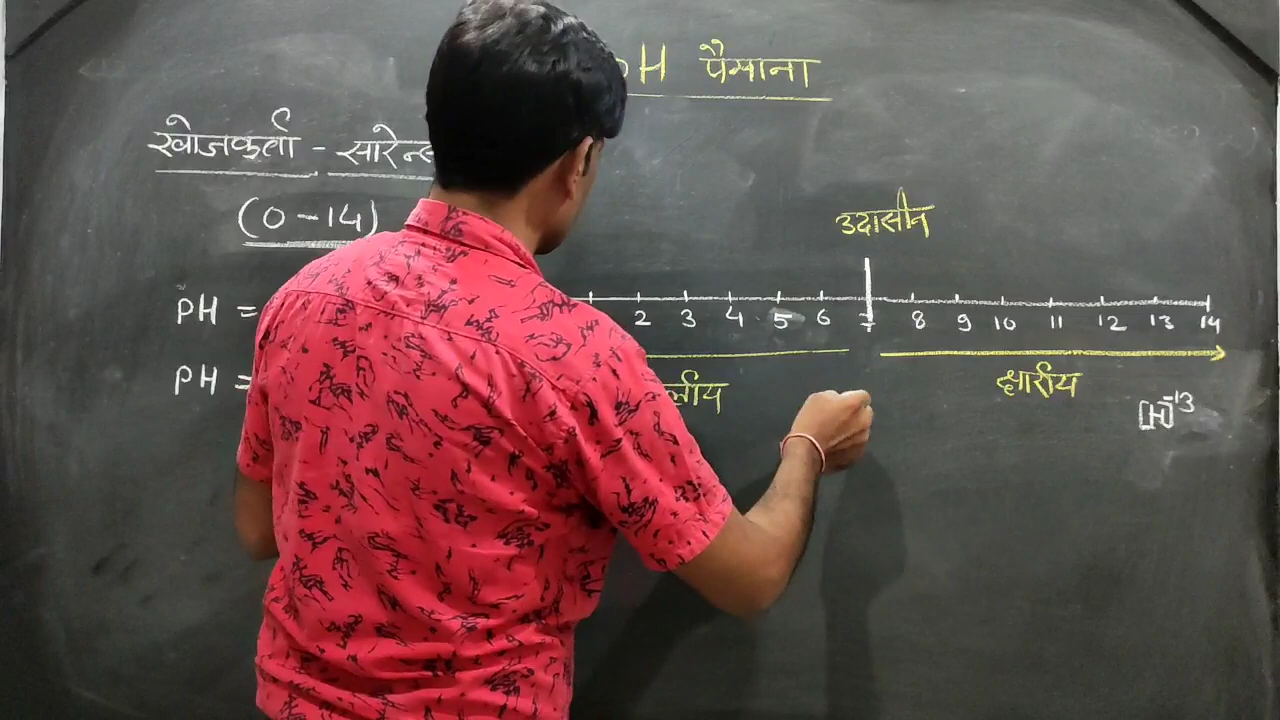 H पैमाना
खोजकर्ता - सारेन्स
(0-14)
उदासीन
PH =
2 3 4 5 6 7 8 9 10 11 12 13 14
PH =
लीय
क्षारीय
[H]⁻¹³